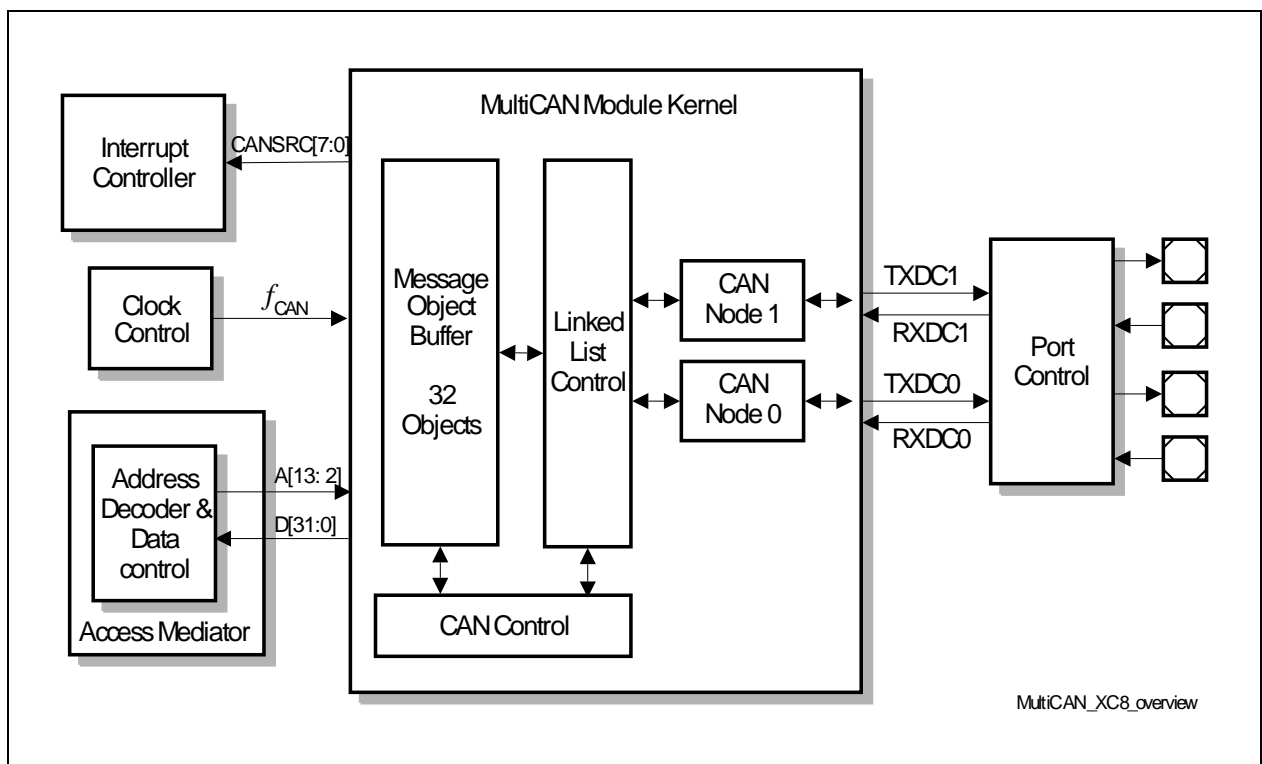 MultiCAN Module Kernel
Interrupt
Controller
CANSRC[7:0]
Clock
Control
fCAN
Address
Decoder &
Data
control
Access Mediator
A[13: 2]
D[31:0]
Message
Object
Buffer
32
Objects
Linked
List
Control
CAN
Node 1
CAN
Node 0
CAN Control
TXDC1
RXDC1
TXDC0
RXDC0
Port
Control
MultiCAN_XC8_overview